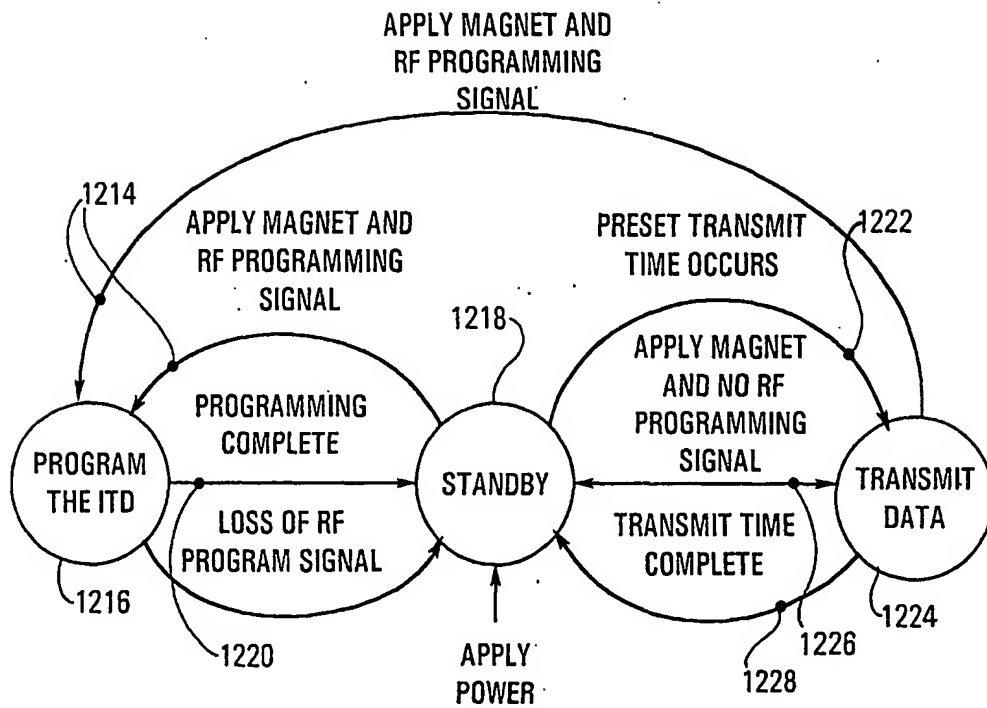 APPLY MAGNET AND
RF PROGRAMMING
SIGNAL
1214
APPLY MAGNET AND
RF PROGRAMMING
SIGNAL
PRESET TRANSMIT
TIME OCCURS
1222
1218
PROGRAMMING
COMPLETE
APPLY MAGNET
AND NO RF
PROGRAMMING
SIGNAL
PROGRAM
THE ITD
STANDBY
TRANSMIT
DATA
LOSS OF RF
PROGRAM SIGNAL
TRANSMIT TIME
COMPLETE
1216
1220
APPLY
POWER
1228
1226
1224